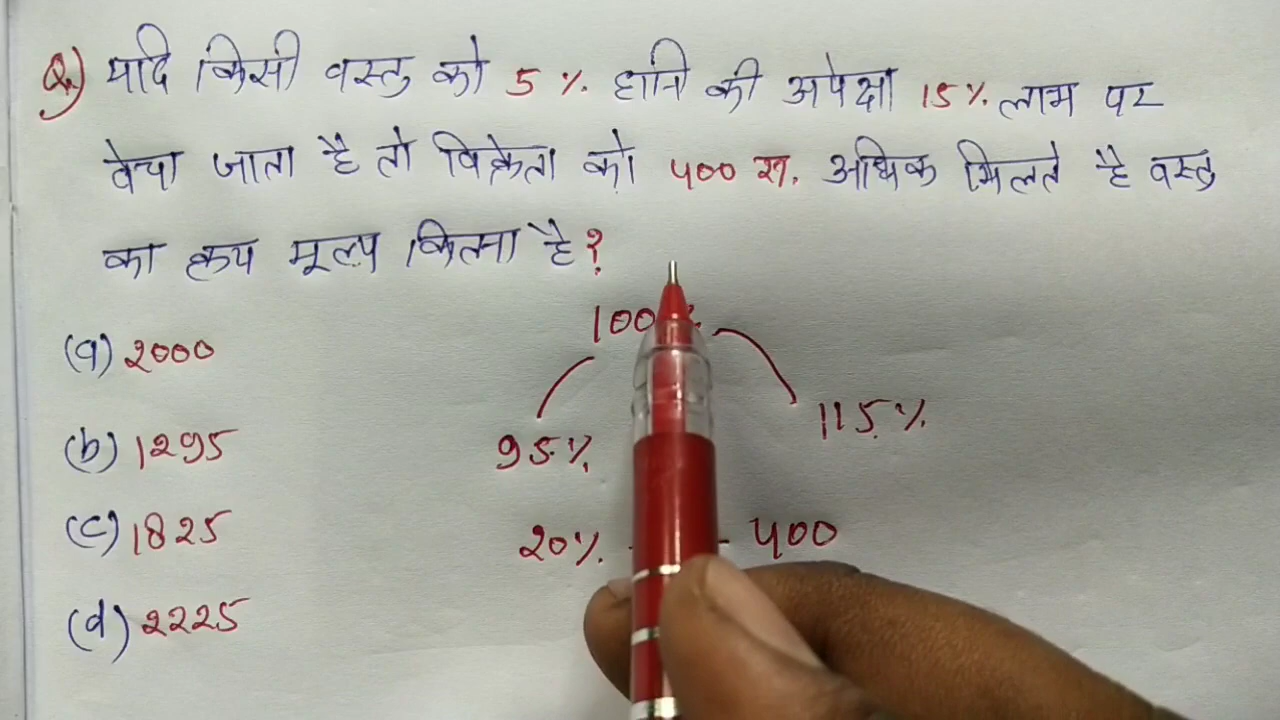 Q.) यदि किसी वस्तु को 5 % हानि की अपेक्षा 15 % लाभ पर
बेचा जाता है तो विक्रेता को 400 रु. अधिक मिलते है वस्तु
का क्रय मूल्य कितना है ?
(a) 2000
(b) 1295
(c) 1825
(d) 2225
100 %
95 %
115 %
20 % - - 400